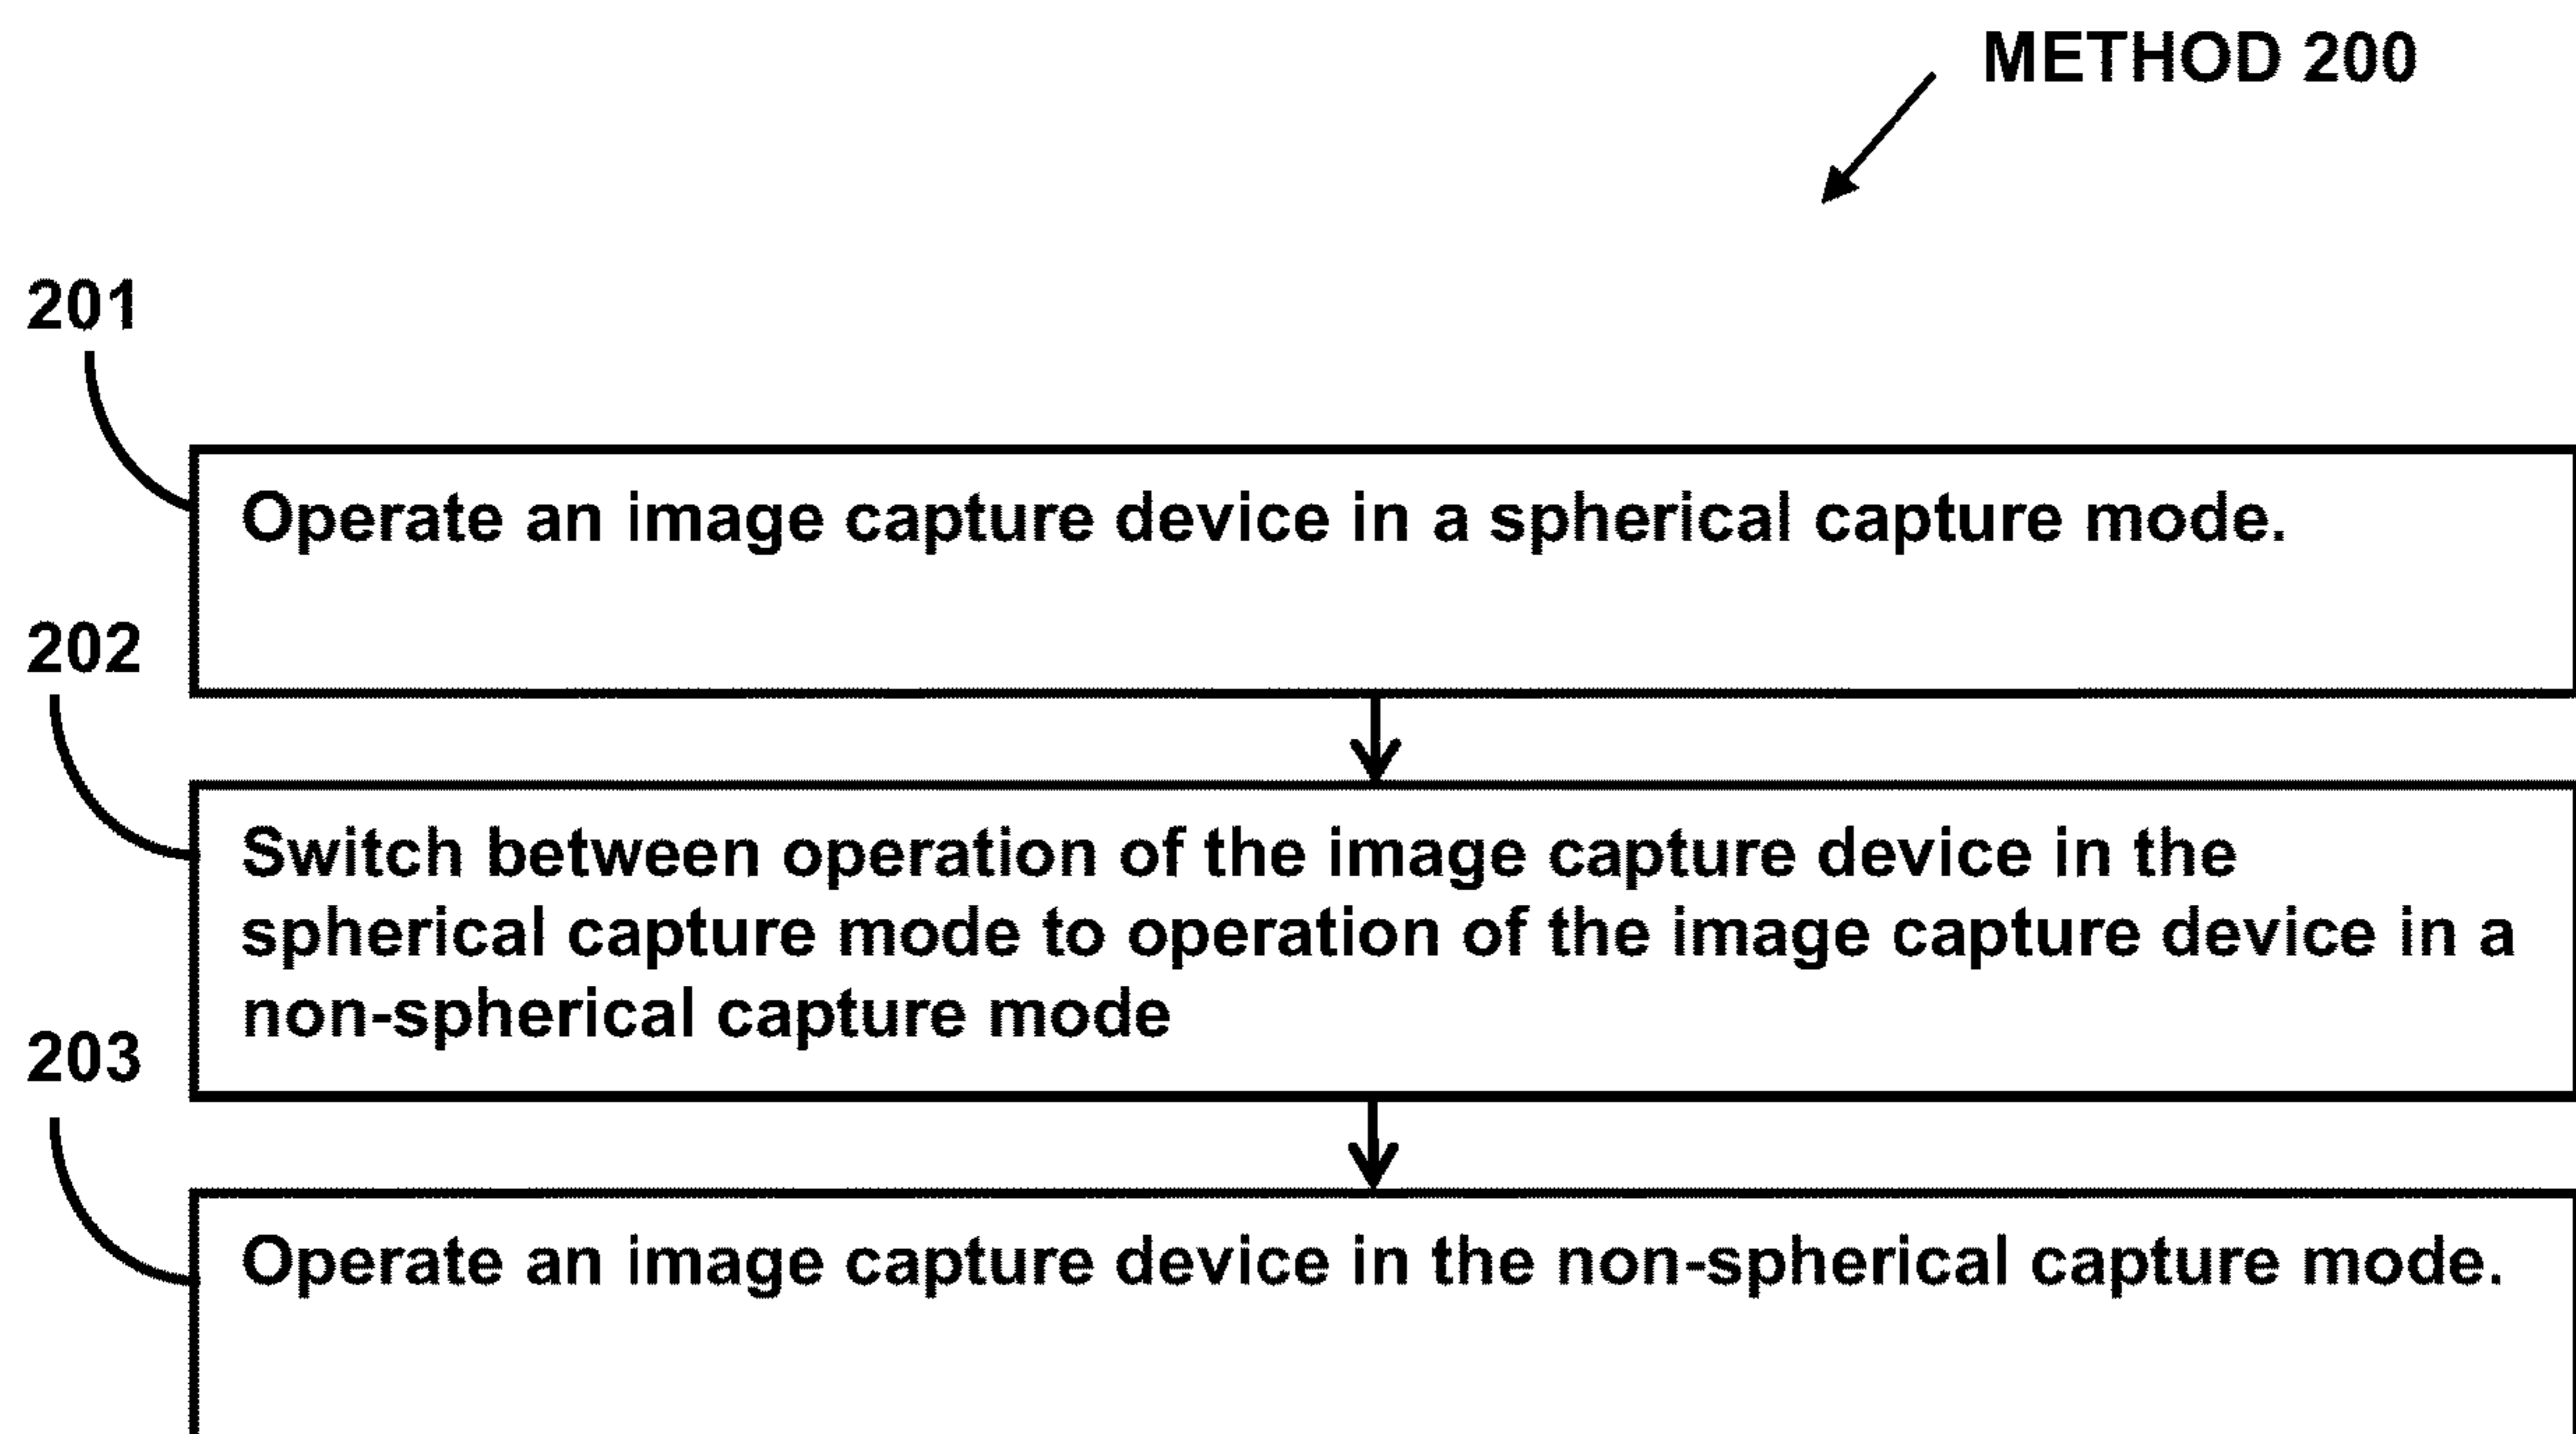 METHOD 200
201
Operate an image capture device in a spherical capture mode.
202
Switch between operation of the image capture device in the
spherical capture mode to operation of the image capture device in a
non-spherical capture mode
203
Operate an image capture device in the non-spherical capture mode.